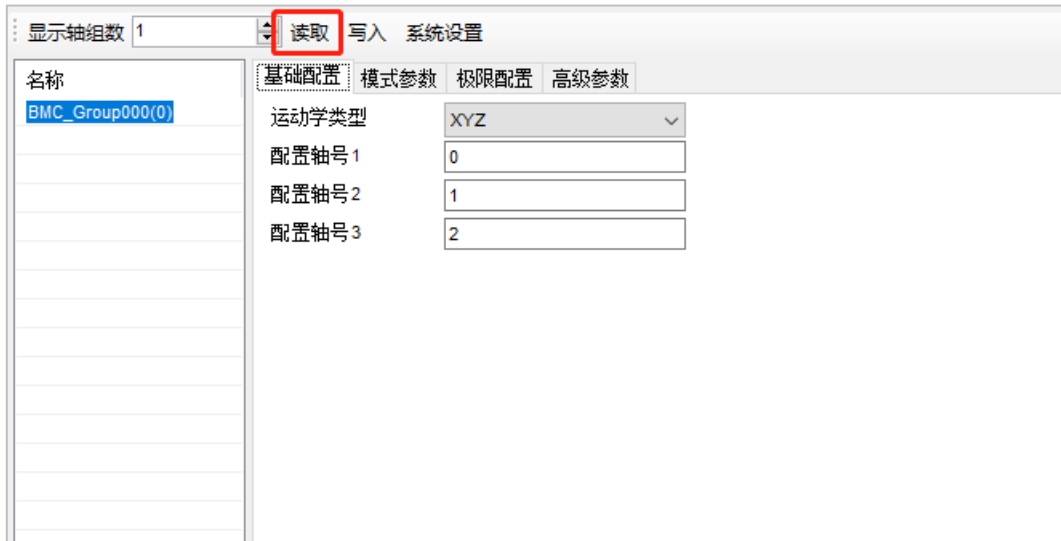 显示轴组数 1 读取 写入 系统设置
名称
BMC_Group000(0)
基础配置 模式参数 极限配置 高级参数
运动学类型 XYZ
配置轴号1 0
配置轴号2 1
配置轴号3 2